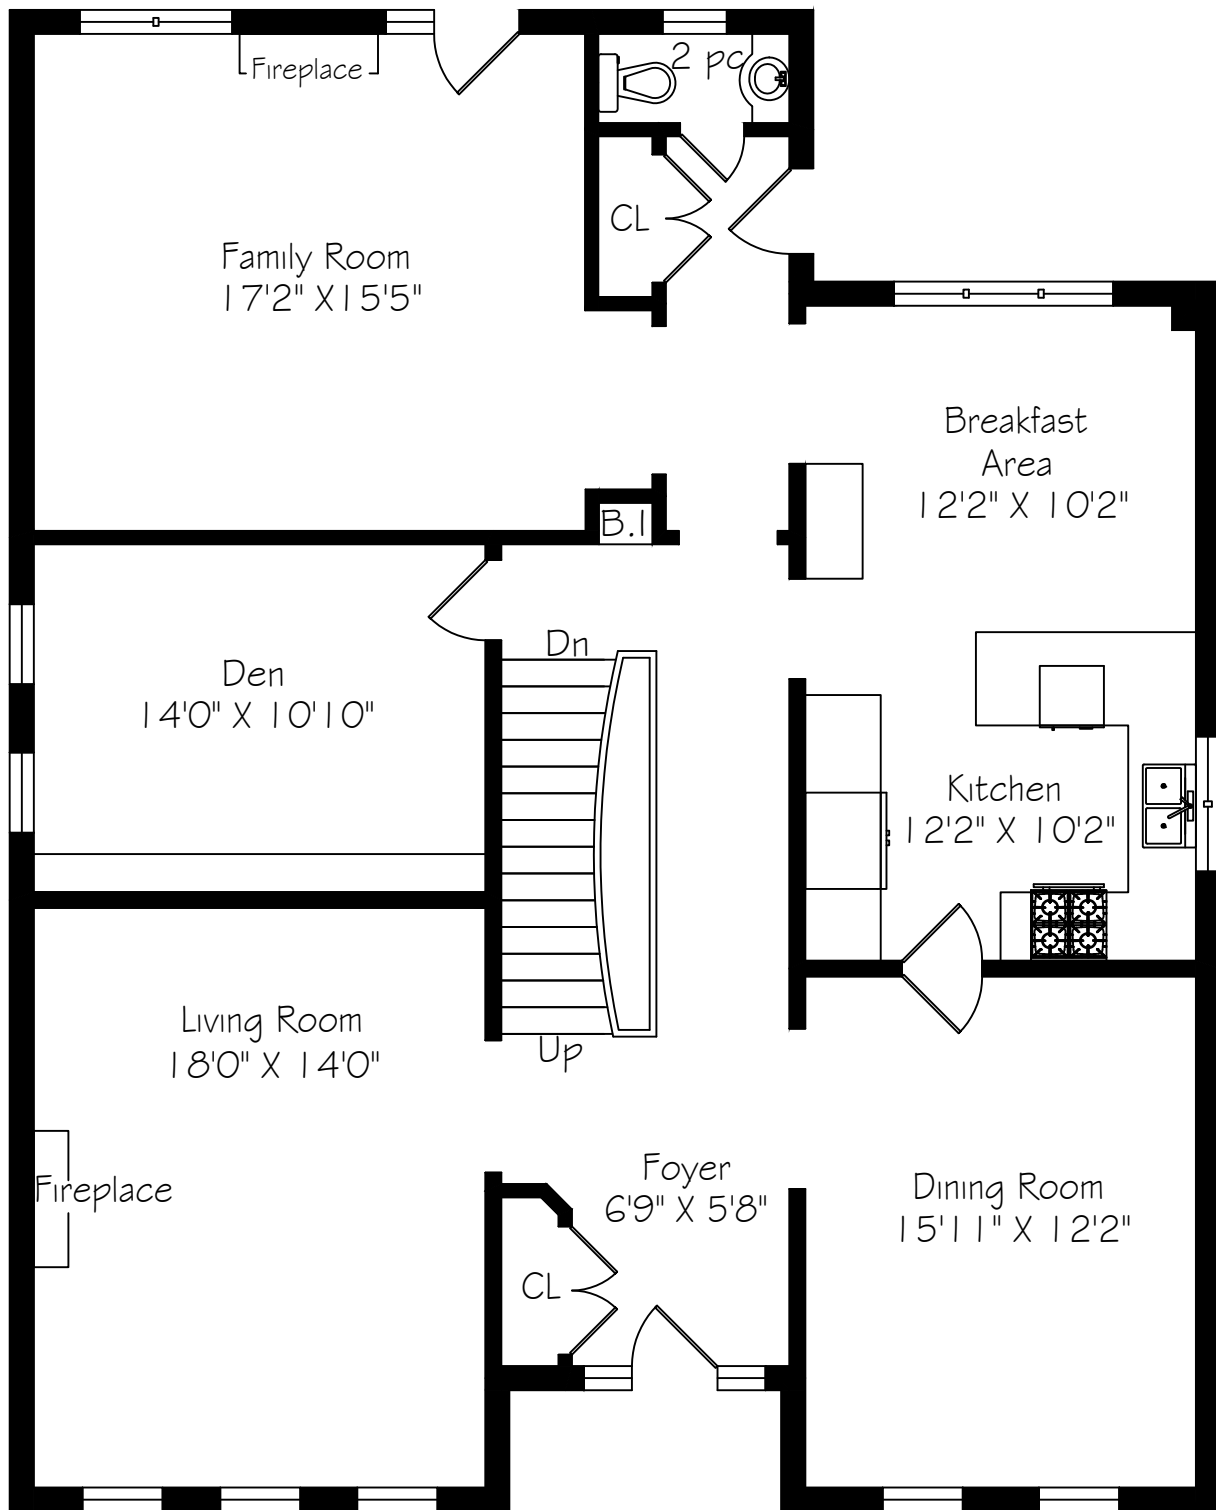 Fireplace
2 pc
CL
Family Room
17'2" X15'5"
Breakfast
Area
12'2" X 10'2"
B.I
Dn
Den
14'0" X 10'10"
Kitchen
12'2" X 10'2"
Living Room
18'0" X 14'0"
Up
Fireplace
Foyer
6'9" X 5'8"
Dining Room
15'11" X 12'2"
CL